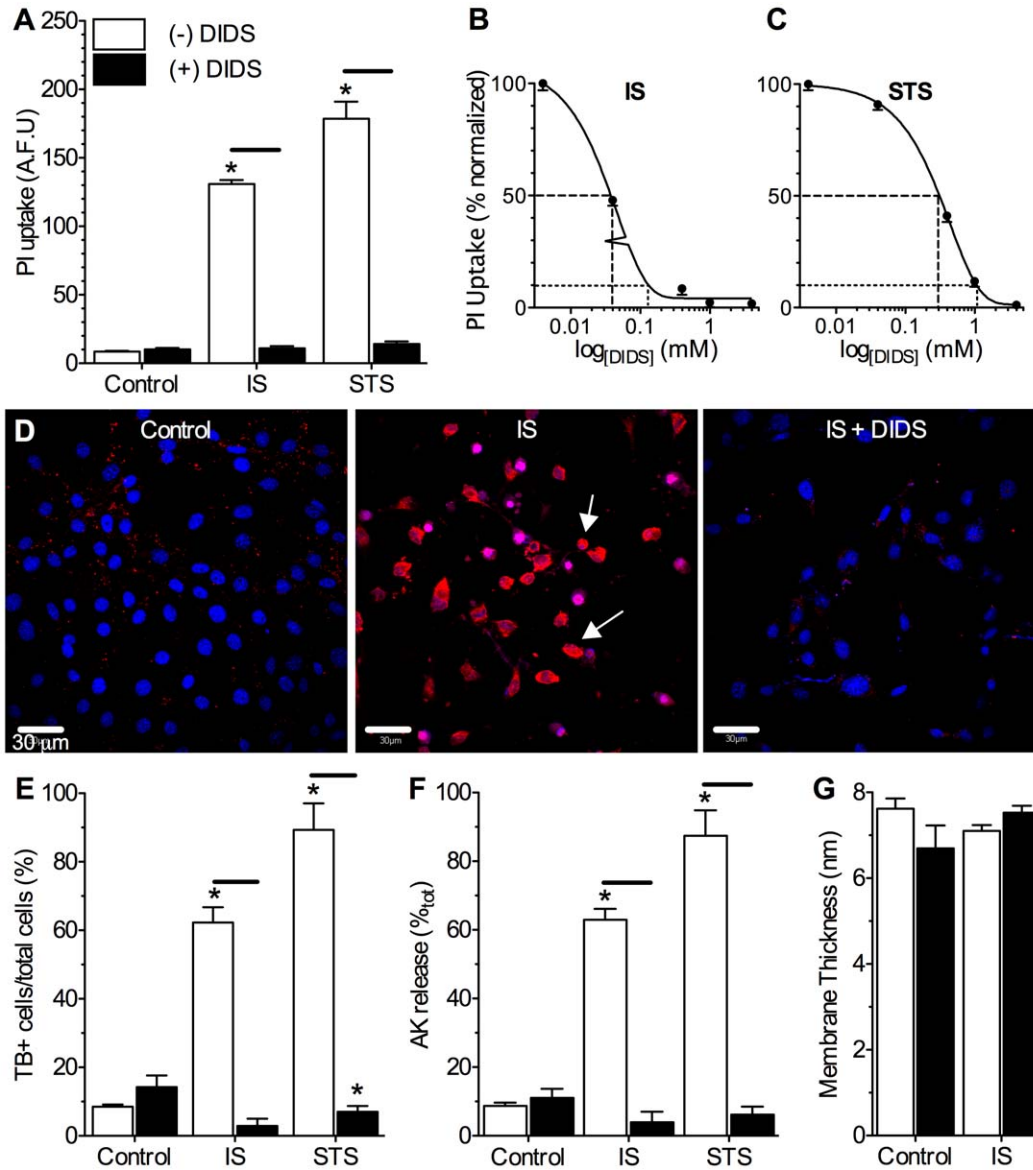 A
(-) DIDS
(+) DIDS
PI uptake (A.F.U)
250
200
150
100
50
0
*
*
Control IS STS
B
IS
PI Uptake (% normalized)
100
50
0
0.01 0.1 1
log[DIDS] (mM)
C
STS
100
50
0
0.01 0.1 1
log[DIDS] (mM)
D
Control
30 µm
30µm
IS
30µm
IS + DIDS
30µm
E
TB+ cells/total cells (%)
100
80
60
40
20
0
*
*
*
Control IS STS
F
AK release (%tot)
100
80
60
40
20
0
*
*
Control IS STS
G
Membrane Thickness (nm)
8
6
4
2
0
Control IS